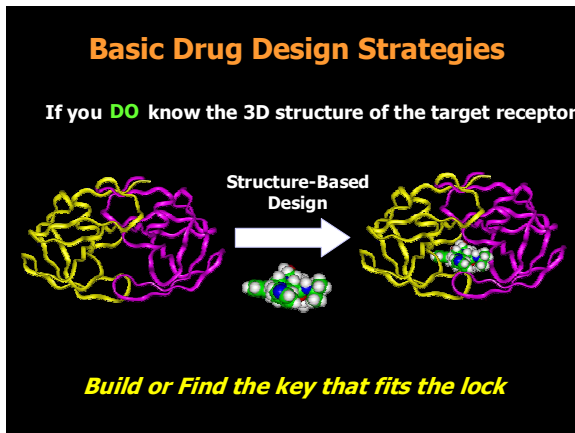 Basic Drug Design Strategies
If you DO know the 3D structure of the target receptor
Structure-Based
Design
Build or Find the key that fits the lock